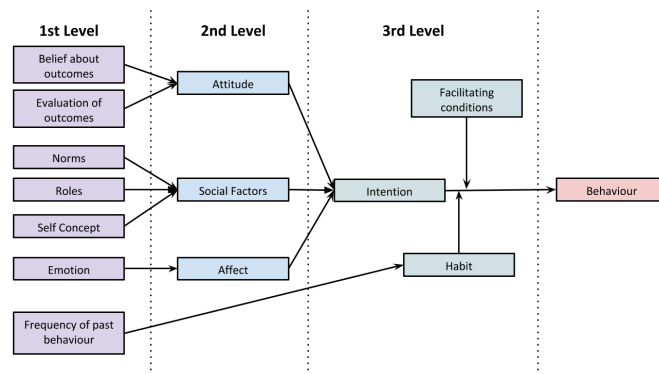 1st Level
2nd Level
3rd Level
Belief about
outcomes
Evaluation of
outcomes
Attitude
Facilitating
conditions
Norms
Roles
Social Factors
Intention
Behaviour
Self Concept
Emotion
Affect
Habit
Frequency of past
behaviour